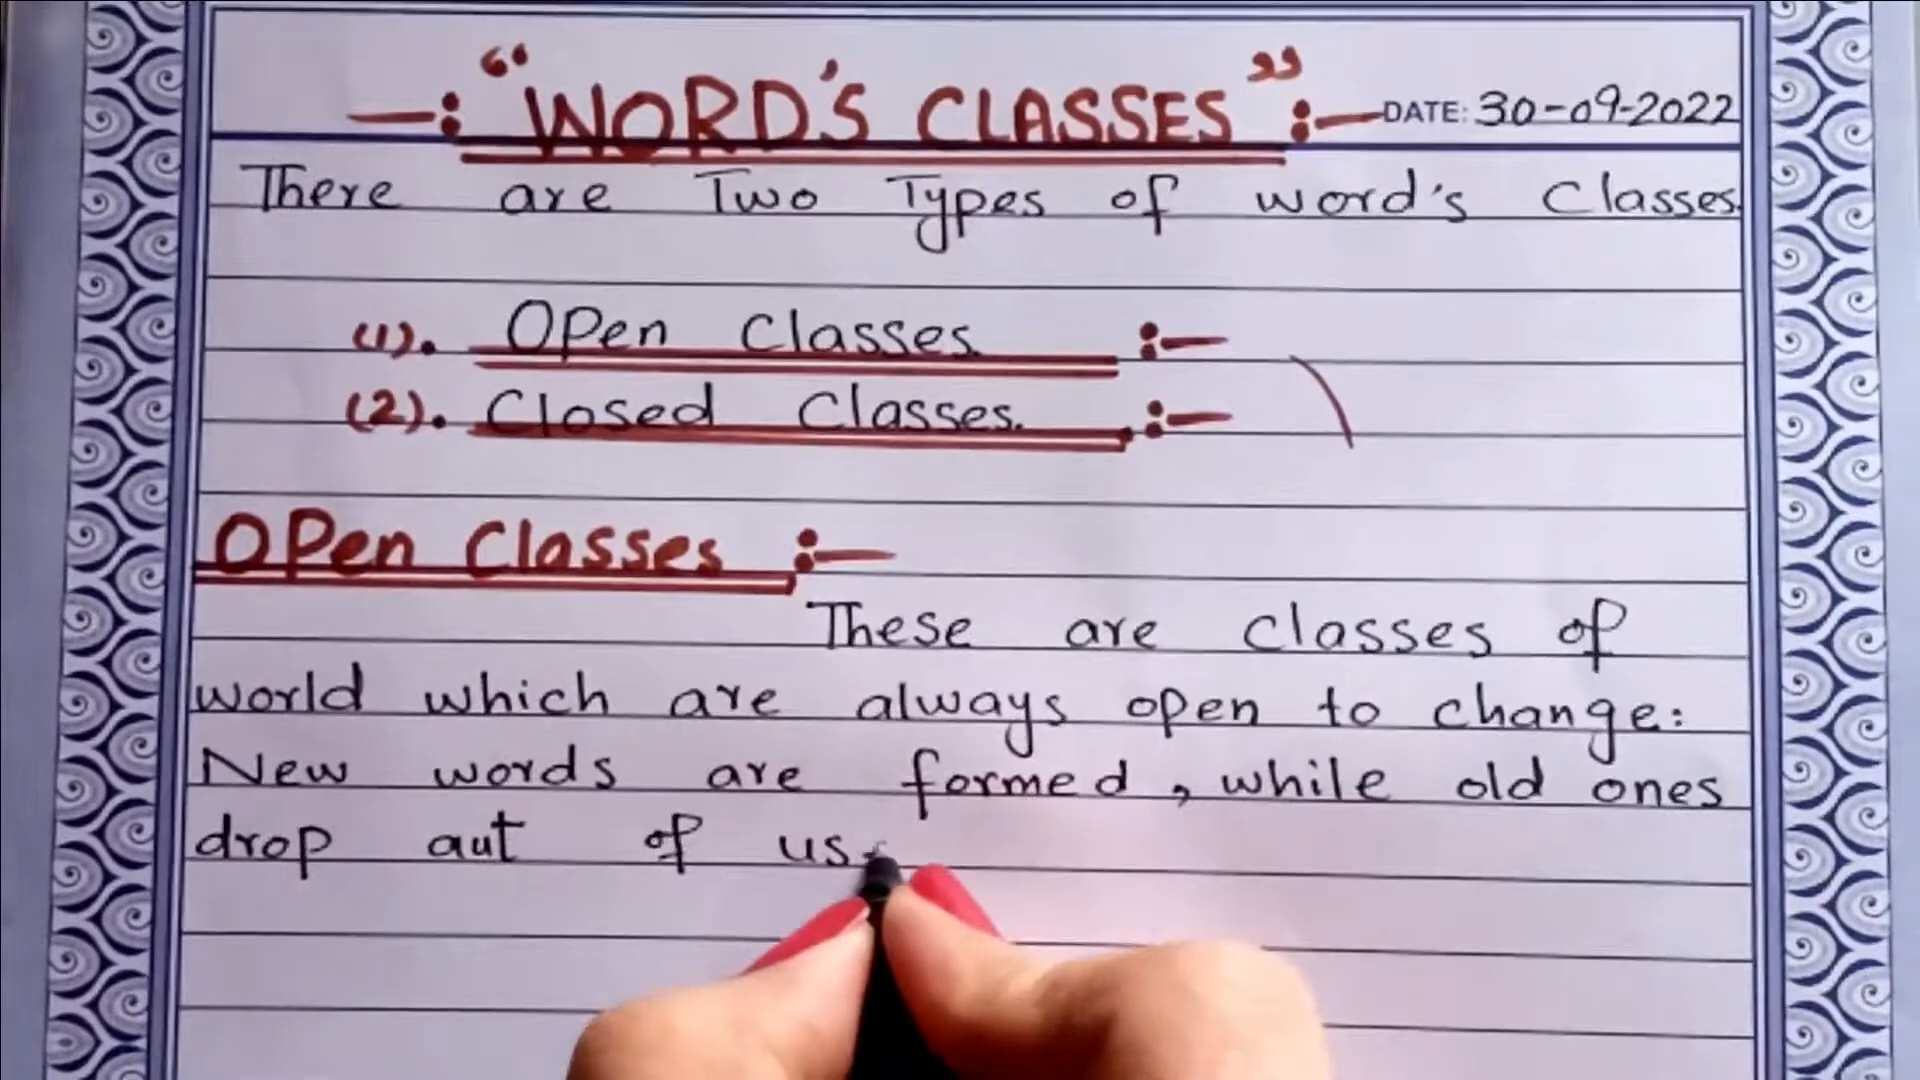 —: "WORD'S CLASSES" :— DATE: 30-09-2022
There are Two Types of word's Classes.
(1). Open Classes. :—
(2). Closed Classes. :—
Open Classes :—
These are classes of
world which are always open to change:
New words are formed, while old ones
drop aut of us